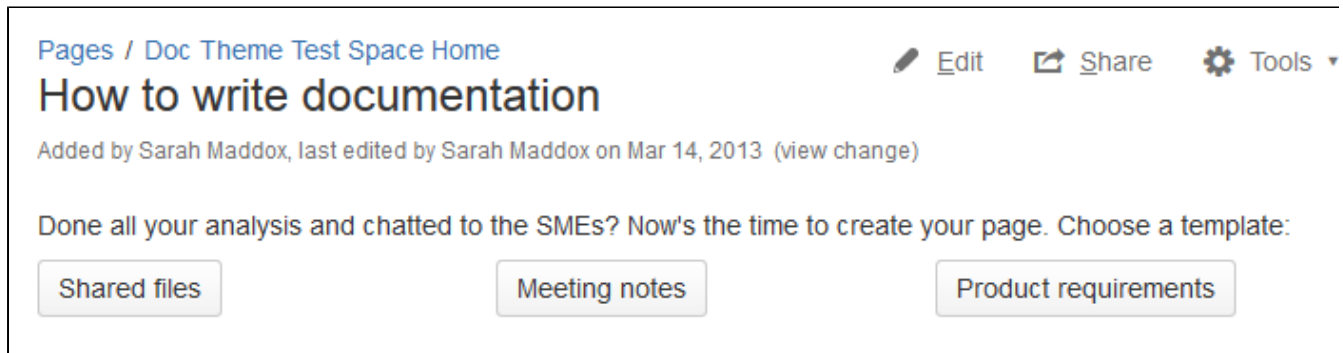 Pages / Doc Theme Test Space Home
Edit Share Tools
How to write documentation
Added by Sarah Maddox, last edited by Sarah Maddox on Mar 14, 2013 (view change)
Done all your analysis and chatted to the SMEs? Now's the time to create your page. Choose a template:
Shared files Meeting notes Product requirements